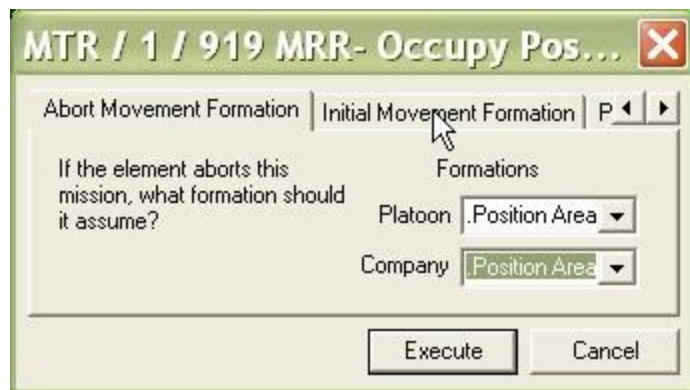 MTR / 1 / 919 MRR- Occupy Pos...
Abort Movement Formation
Initial Movement Formation
P
If the element aborts this
mission, what formation should
it assume?
Formations
Platoon .Position Area
Company .Position Area
Execute
Cancel